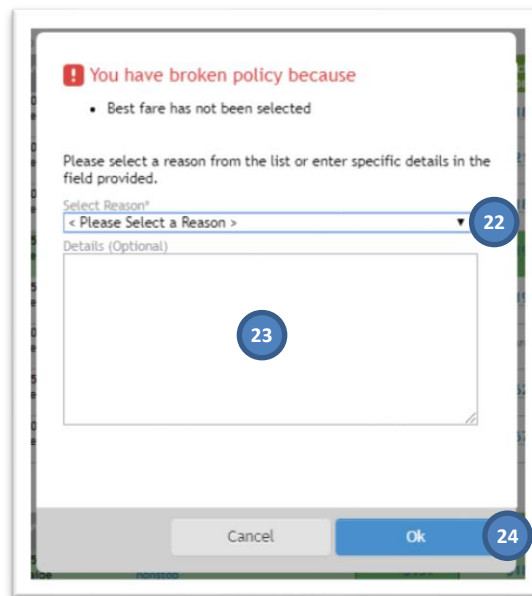 ! You have broken policy because
• Best fare has not been selected
Please select a reason from the list or enter specific details in the
field provided.
Select Reason*
< Please Select a Reason > ▼
22
Details (Optional)
23
Cancel
Ok
24
nonstop